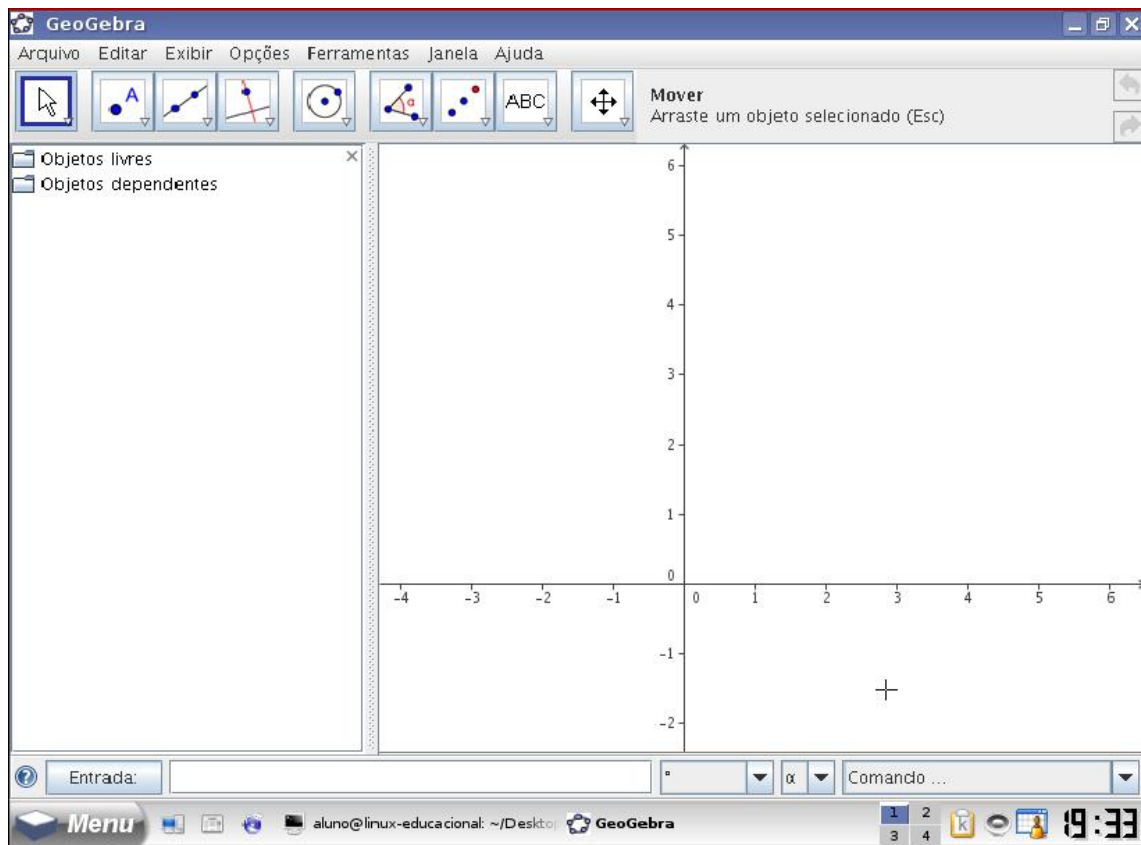 GeoGebra
Arquivo Editar Exibir Opções Ferramentas Janela Ajuda
A
α
ABC
Mover
Arraste um objeto selecionado (Esc)
Objetos livres
Objetos dependentes
6
5
4
3
2
1
0
-4 -3 -2 -1 0 1 2 3 4 5 6
-1
-2
Entrada: ° α Comando ...
Menu aluno@linux-educacional: ~/Deskto GeoGebra 1 2 k 19:33
3 4